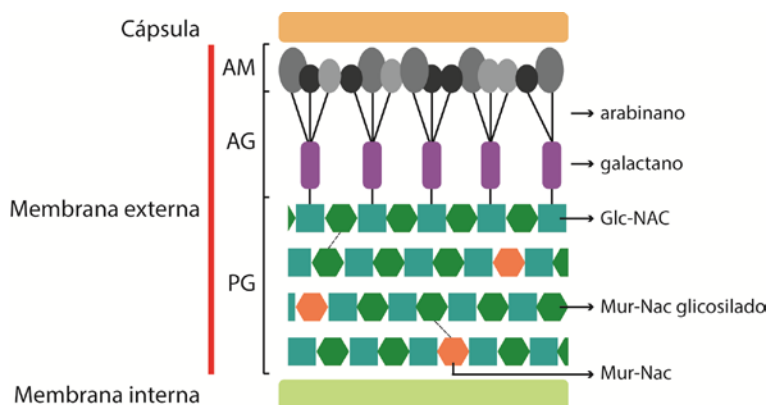 Cápsula
AM
AG
arabinano
galactano
Membrana externa
Glc-NAC
PG
Mur-Nac glicosilado
Mur-Nac
Membrana interna